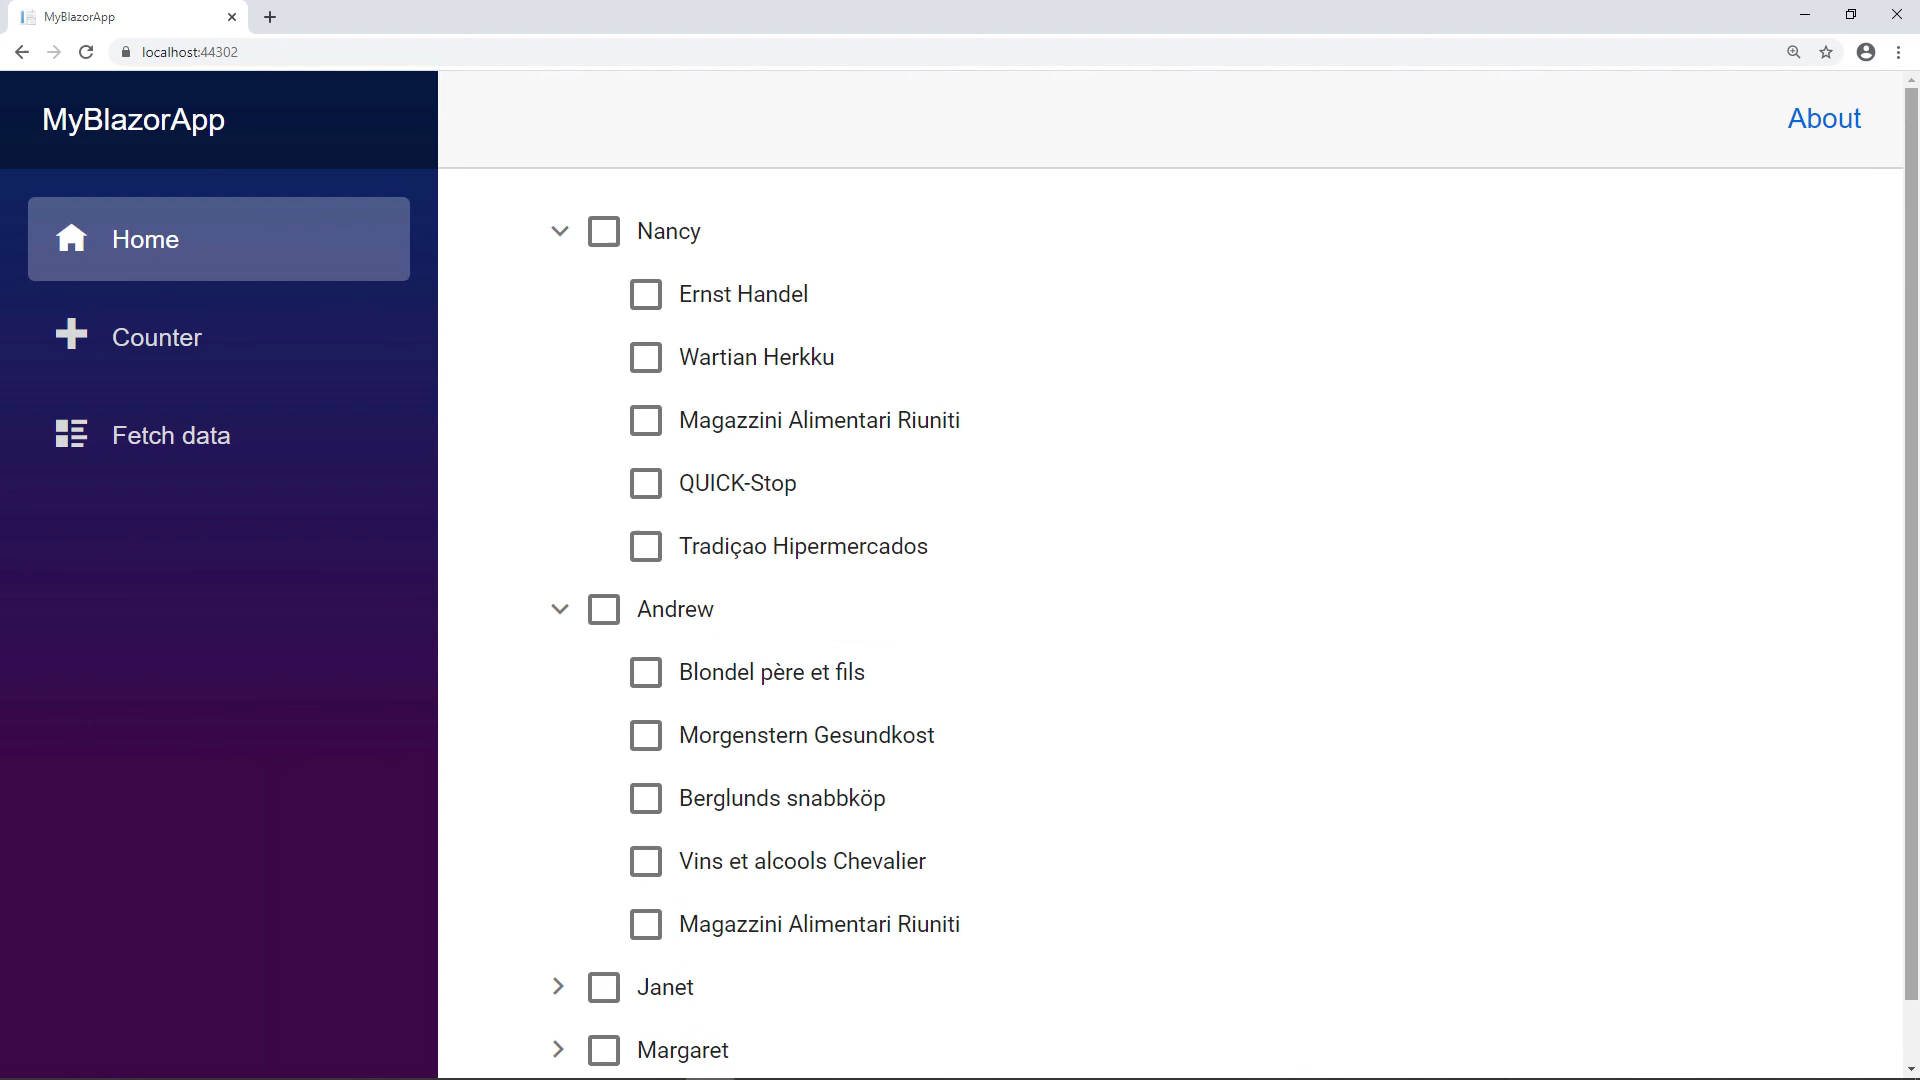 MyBlazorApp
localhost:44302
MyBlazorApp
About
Home
Counter
Fetch data
Nancy
Ernst Handel
Wartian Herkku
Magazzini Alimentari Riuniti
QUICK-Stop
Tradiçao Hipermercados
Andrew
Blondel père et fils
Morgenstern Gesundkost
Berglunds snabbköp
Vins et alcools Chevalier
Magazzini Alimentari Riuniti
Janet
Margaret